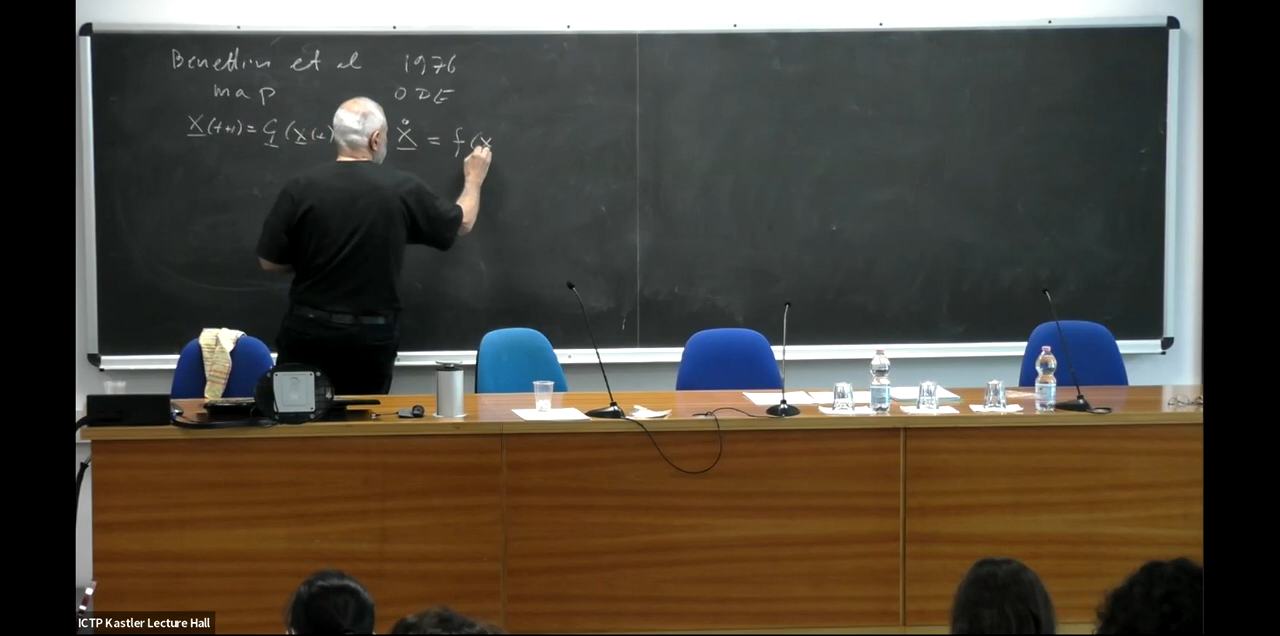 Benettin et al 1976
map ODE
X(t+1) = G(X(t) Ẋ = f(x
ICTP Kastler Lecture Hall